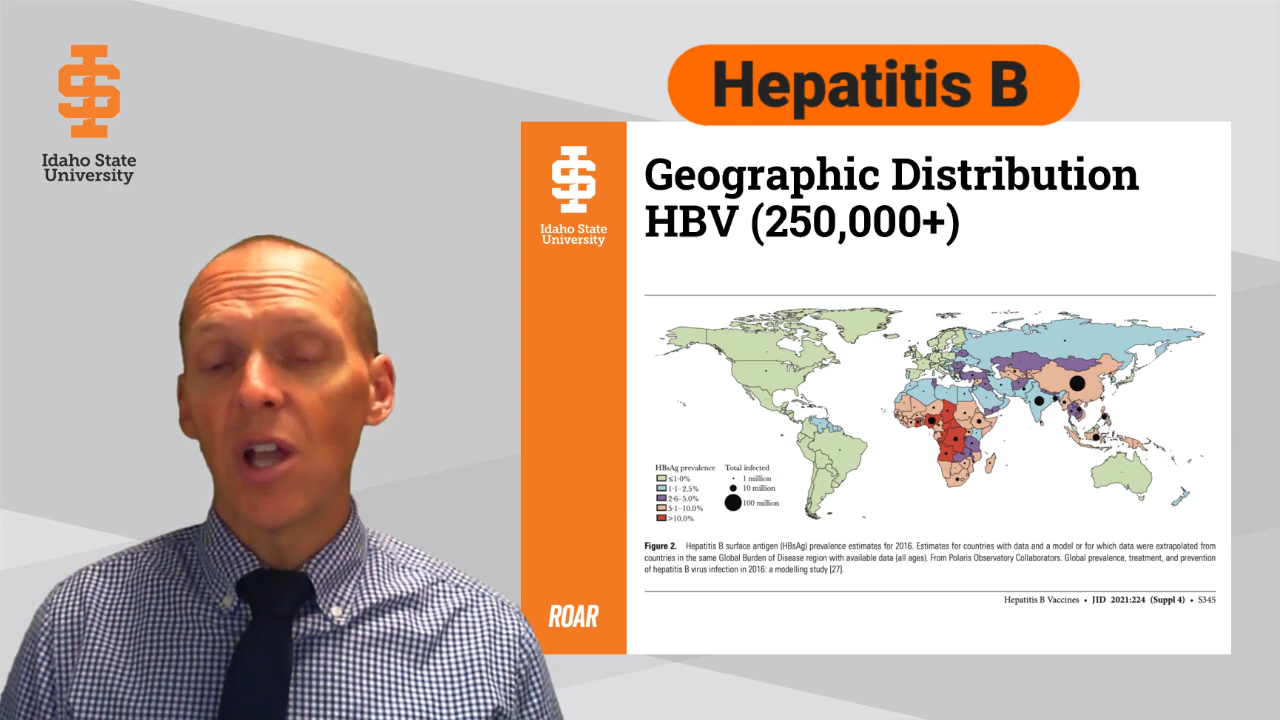 Idaho State
University
Hepatitis B
Idaho State
University
Geographic Distribution
HBV (250,000+)
HBsAg prevalence
≤1·0%
1·1–2.5%
2·6–5.0%
5·1–10.0%
>10.0%
Total infected
1 million
10 million
100 million
Figure 2. Hepatitis B surface antigen (HBsAg) prevalence estimates for 2016. Estimates for countries with data and a model or for which data were extrapolated from
countries in the same Global Burden of Disease region with available data (all ages). From Polaris Observatory Collaborators. Global prevalence, treatment, and prevention
of hepatitis B virus infection in 2016: a modelling study [27].
Hepatitis B Vaccines • JID 2021:224 (Suppl 4) • S345
ROAR